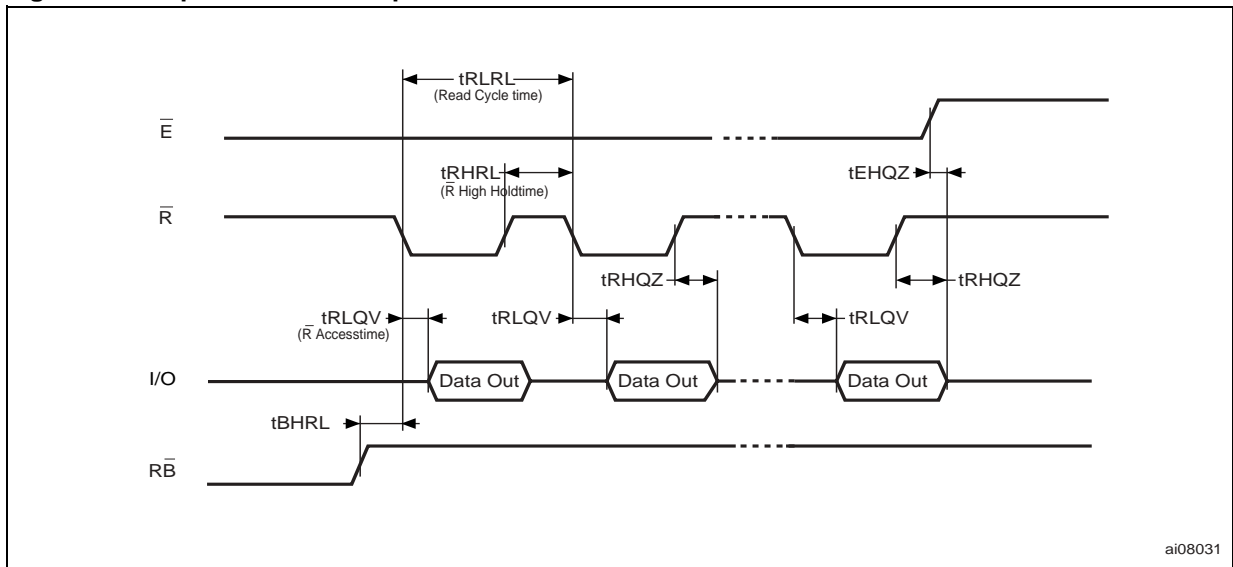 tRLRL
(Read Cycle time)
E̅
tRHRL
(R̅ High Holdtime)
tEHQZ
R̅
tRHQZ
tRHQZ
tRLQV
(R̅ Accesstime)
tRLQV
tRLQV
I/O
Data Out
Data Out
Data Out
tBHRL
RB̅
ai08031